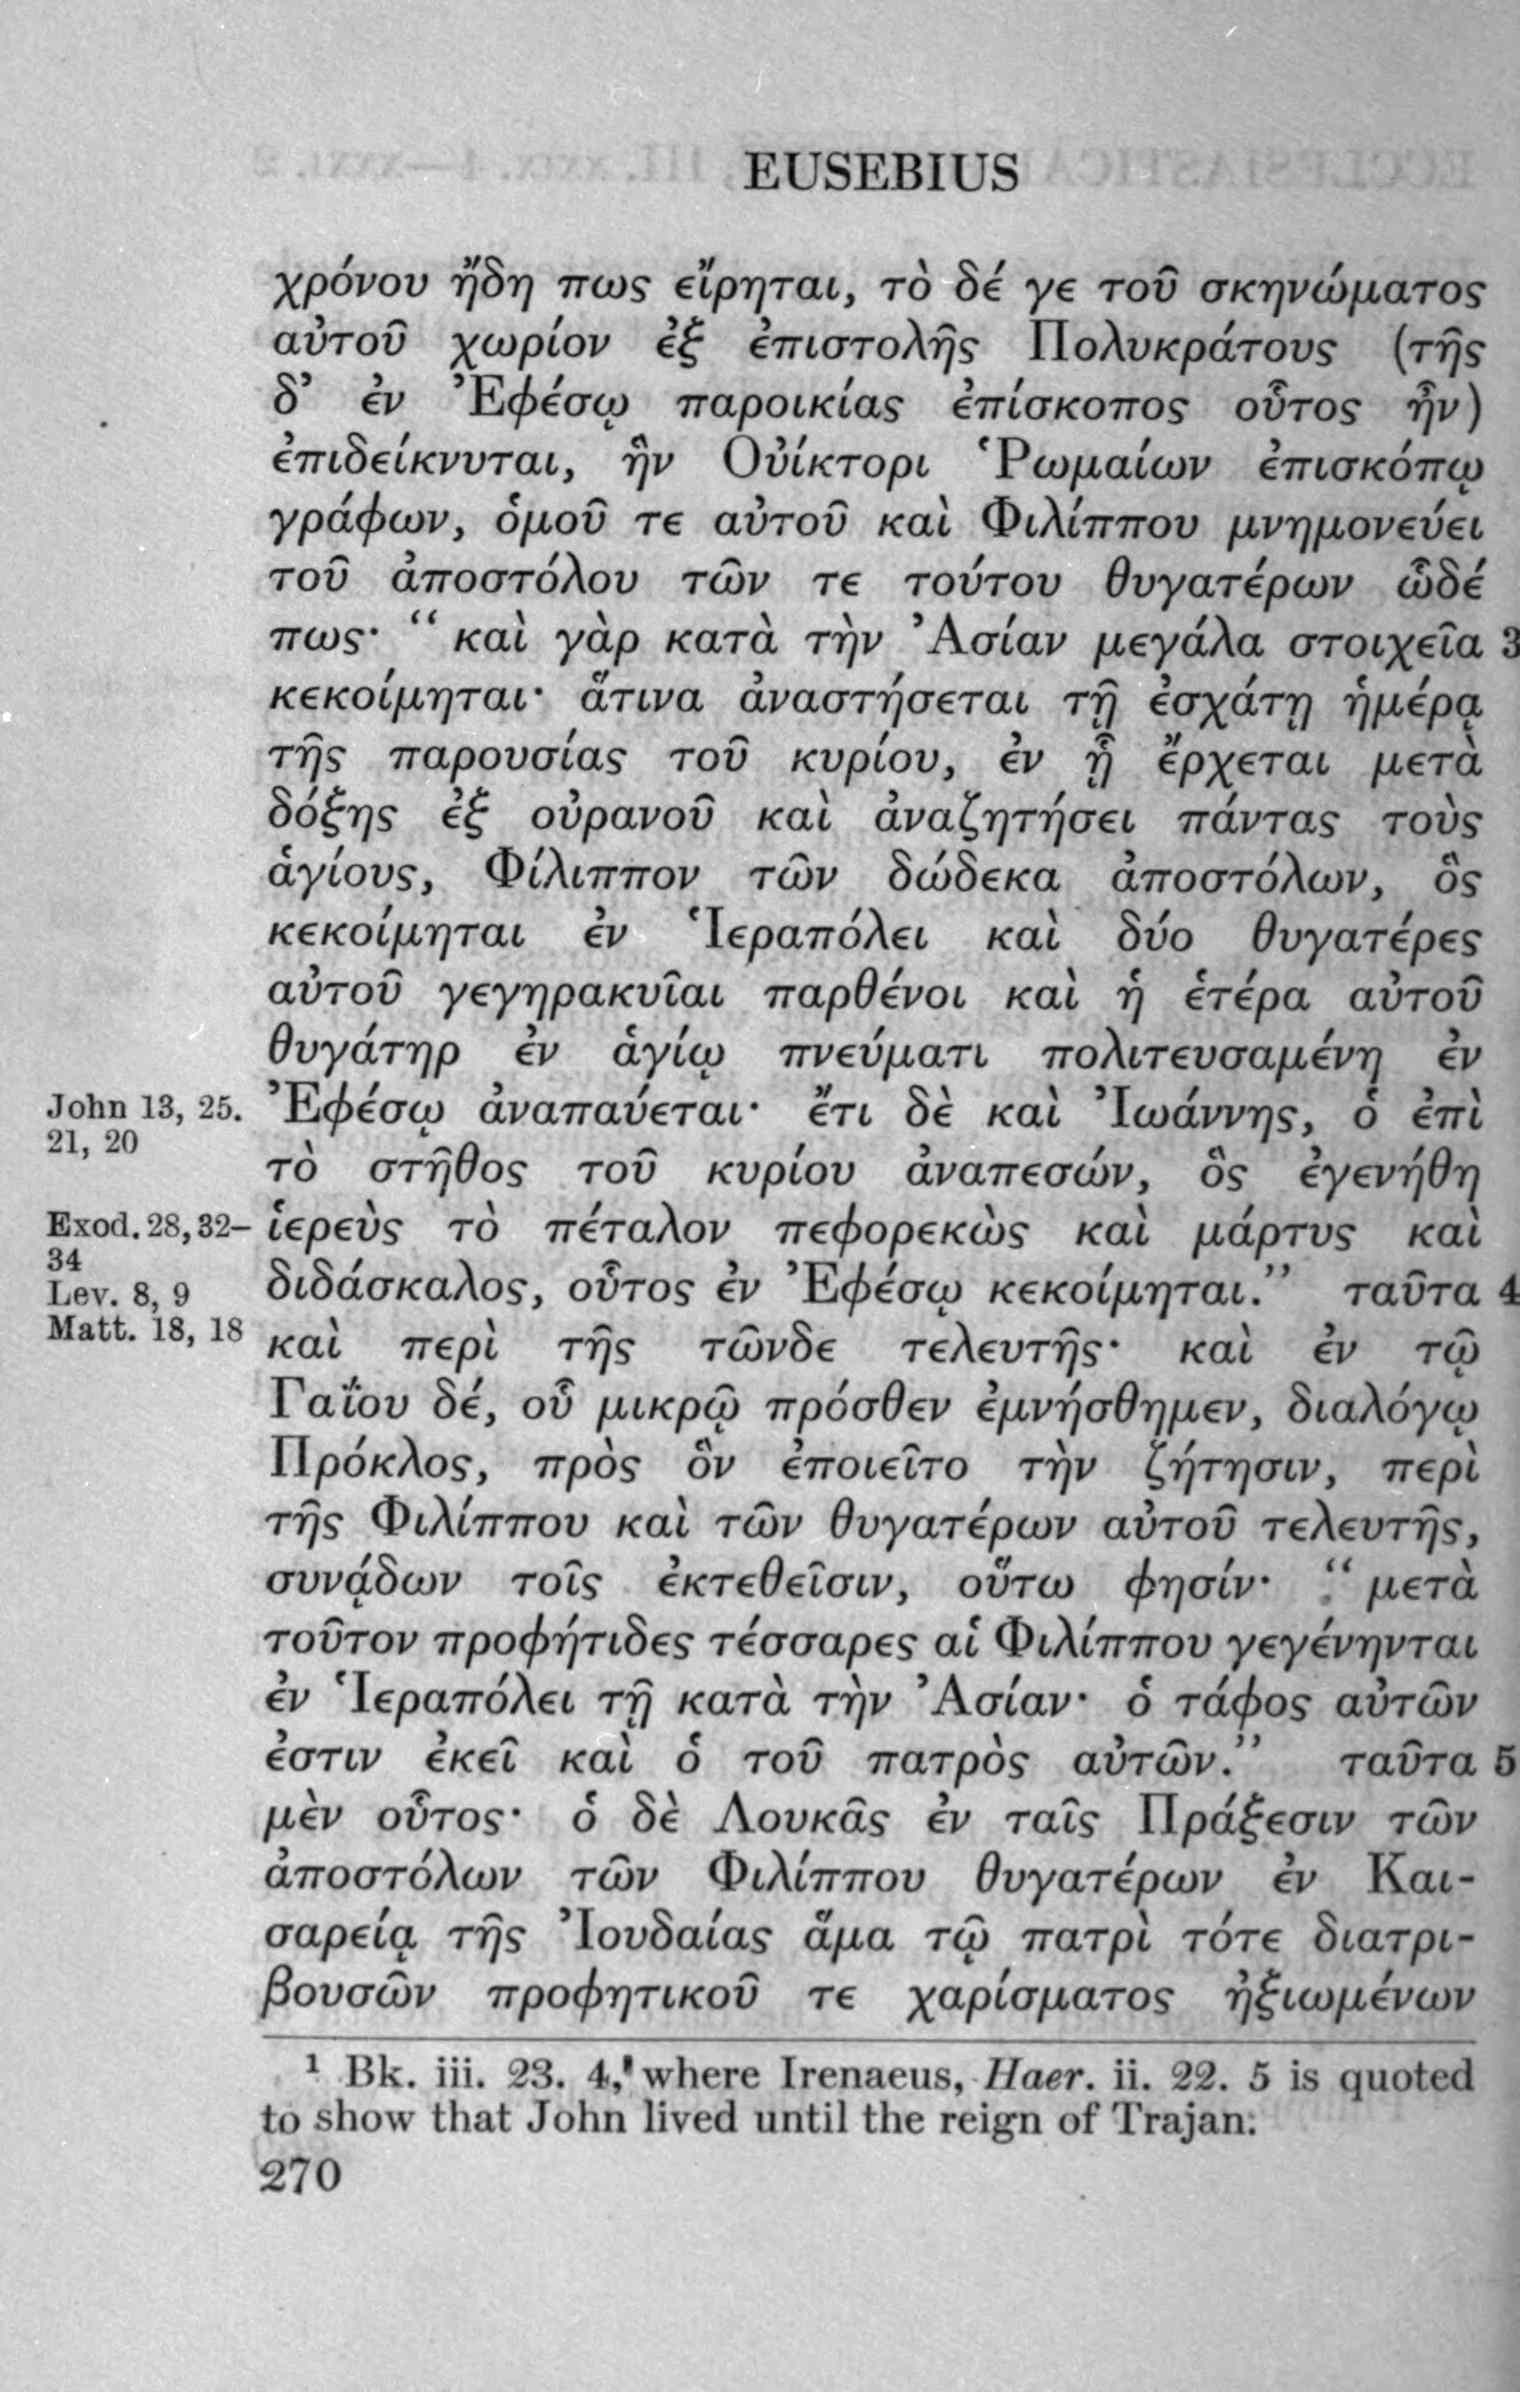 EUSEBIUS
χρόνου ἤδη πως εἴρηται, τὸ δέ γε τοῦ σκηνώματος
αὐτοῦ χωρίον ἐξ ἐπιστολῆς Πολυκράτους (τῆς
δ’ ἐν Ἐφέσῳ παροικίας ἐπίσκοπος οὗτος ἦν)
ἐπιδείκνυται, ἣν Οὐίκτορι Ῥωμαίων ἐπισκόπῳ
γράφων, ὁμοῦ τε αὐτοῦ καὶ Φιλίππου μνημονεύει
τοῦ ἀποστόλου τῶν τε τούτου θυγατέρων ὧδέ
πως· “ καὶ γὰρ κατὰ τὴν Ἀσίαν μεγάλα στοιχεῖα 3
κεκοίμηται· ἅτινα ἀναστήσεται τῇ ἐσχάτῃ ἡμέρᾳ
τῆς παρουσίας τοῦ κυρίου, ἐν ᾗ ἔρχεται μετὰ
δόξης ἐξ οὐρανοῦ καὶ ἀναζητήσει πάντας τοὺς
ἁγίους, Φίλιππον τῶν δώδεκα ἀποστόλων, ὃς
κεκοίμηται ἐν Ἱεραπόλει καὶ δύο θυγατέρες
αὐτοῦ γεγηρακυῖαι παρθένοι καὶ ἡ ἑτέρα αὐτοῦ
θυγάτηρ ἐν ἁγίῳ πνεύματι πολιτευσαμένη ἐν
John 13, 25. Ἐφέσῳ ἀναπαύεται· ἔτι δὲ καὶ Ἰωάννης, ὁ ἐπὶ
21, 20
τὸ στῆθος τοῦ κυρίου ἀναπεσών, ὃς ἐγενήθη
Exod. 28, 32– ἱερεὺς τὸ πέταλον πεφορεκὼς καὶ μάρτυς καὶ
34
Lev. 8, 9 διδάσκαλος, οὗτος ἐν Ἐφέσῳ κεκοίμηται.” ταῦτα 4
Matt. 18, 18 καὶ περὶ τῆς τῶνδε τελευτῆς· καὶ ἐν τῷ
Γαΐου δέ, οὗ μικρῷ πρόσθεν ἐμνήσθημεν, διαλόγῳ
Πρόκλος, πρὸς ὃν ἐποιεῖτο τὴν ζήτησιν, περὶ
τῆς Φιλίππου καὶ τῶν θυγατέρων αὐτοῦ τελευτῆς,
συνᾴδων τοῖς ἐκτεθεῖσιν, οὕτω φησίν· “ μετὰ
τοῦτον προφήτιδες τέσσαρες αἱ Φιλίππου γεγένηνται
ἐν Ἱεραπόλει τῇ κατὰ τὴν Ἀσίαν· ὁ τάφος αὐτῶν
ἐστιν ἐκεῖ καὶ ὁ τοῦ πατρὸς αὐτῶν.” ταῦτα 5
μὲν οὗτος· ὁ δὲ Λουκᾶς ἐν ταῖς Πράξεσιν τῶν
ἀποστόλων τῶν Φιλίππου θυγατέρων ἐν Και-
σαρείᾳ τῆς Ἰουδαίας ἅμα τῷ πατρὶ τότε διατρι-
βουσῶν προφητικοῦ τε χαρίσματος ἠξιωμένων
¹ Bk. iii. 23. 4, where Irenaeus, Haer. ii. 22. 5 is quoted
to show that John lived until the reign of Trajan.
270